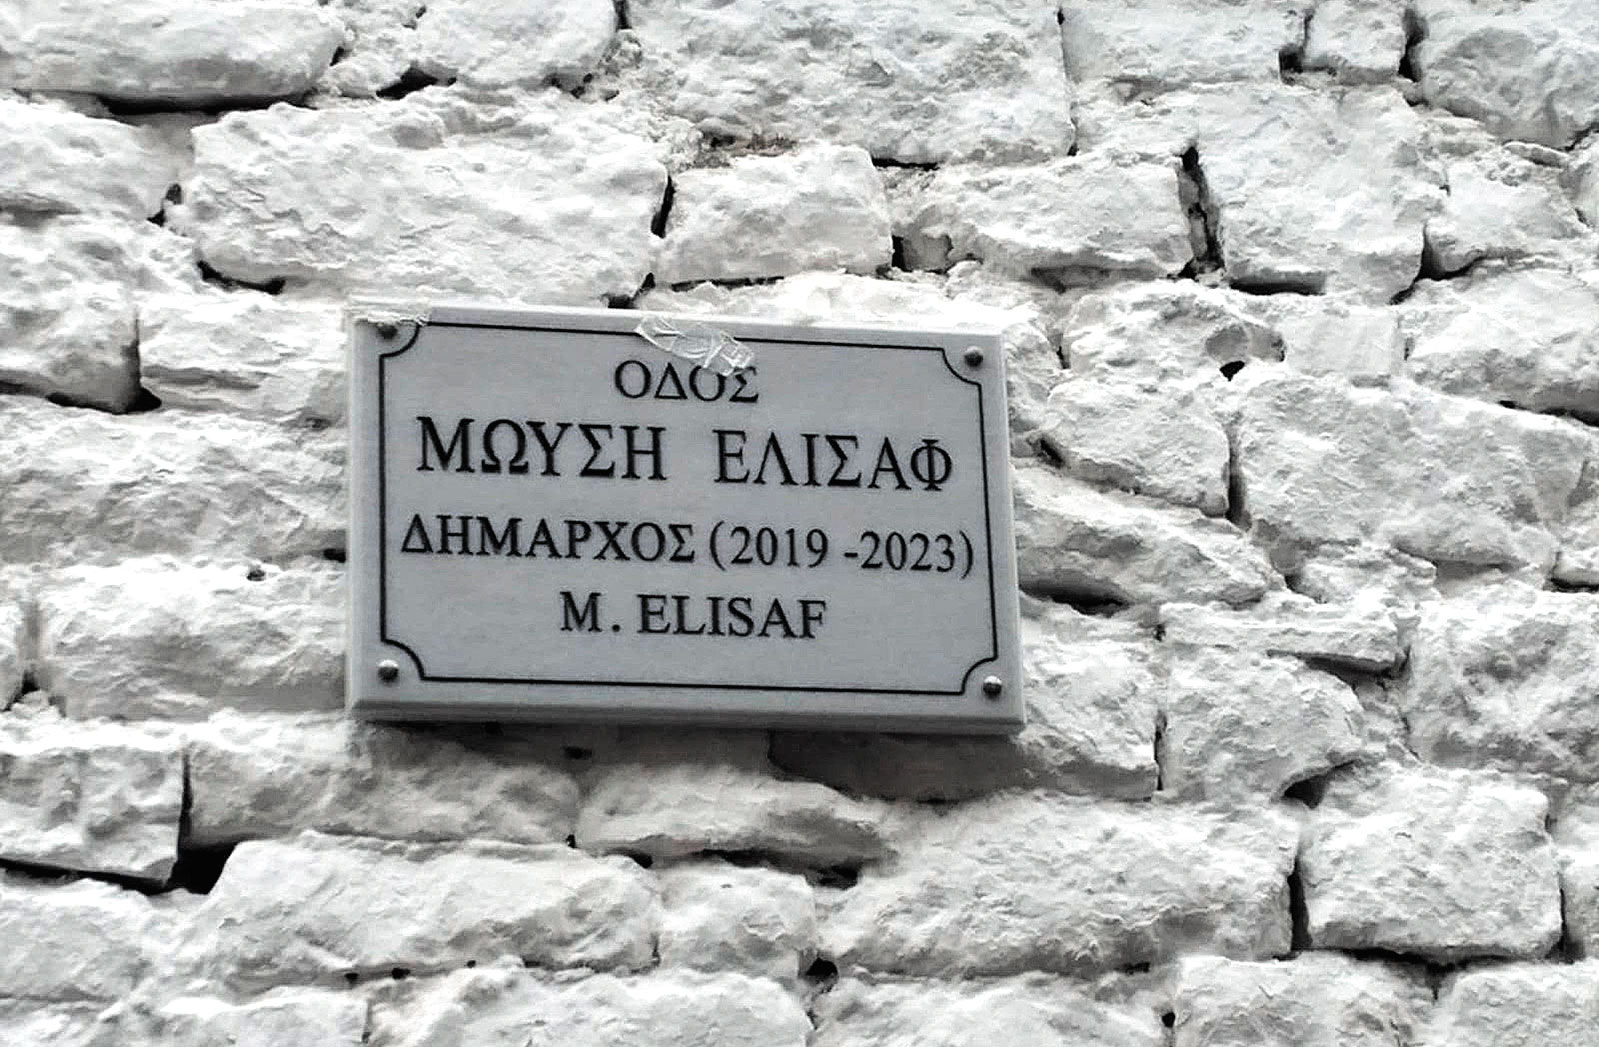 ΟΔΟΣ
ΜΩΥΣΗ ΕΛΙΣΑΦ
ΔΗΜΑΡΧΟΣ (2019 -2023)
M. ELISAF